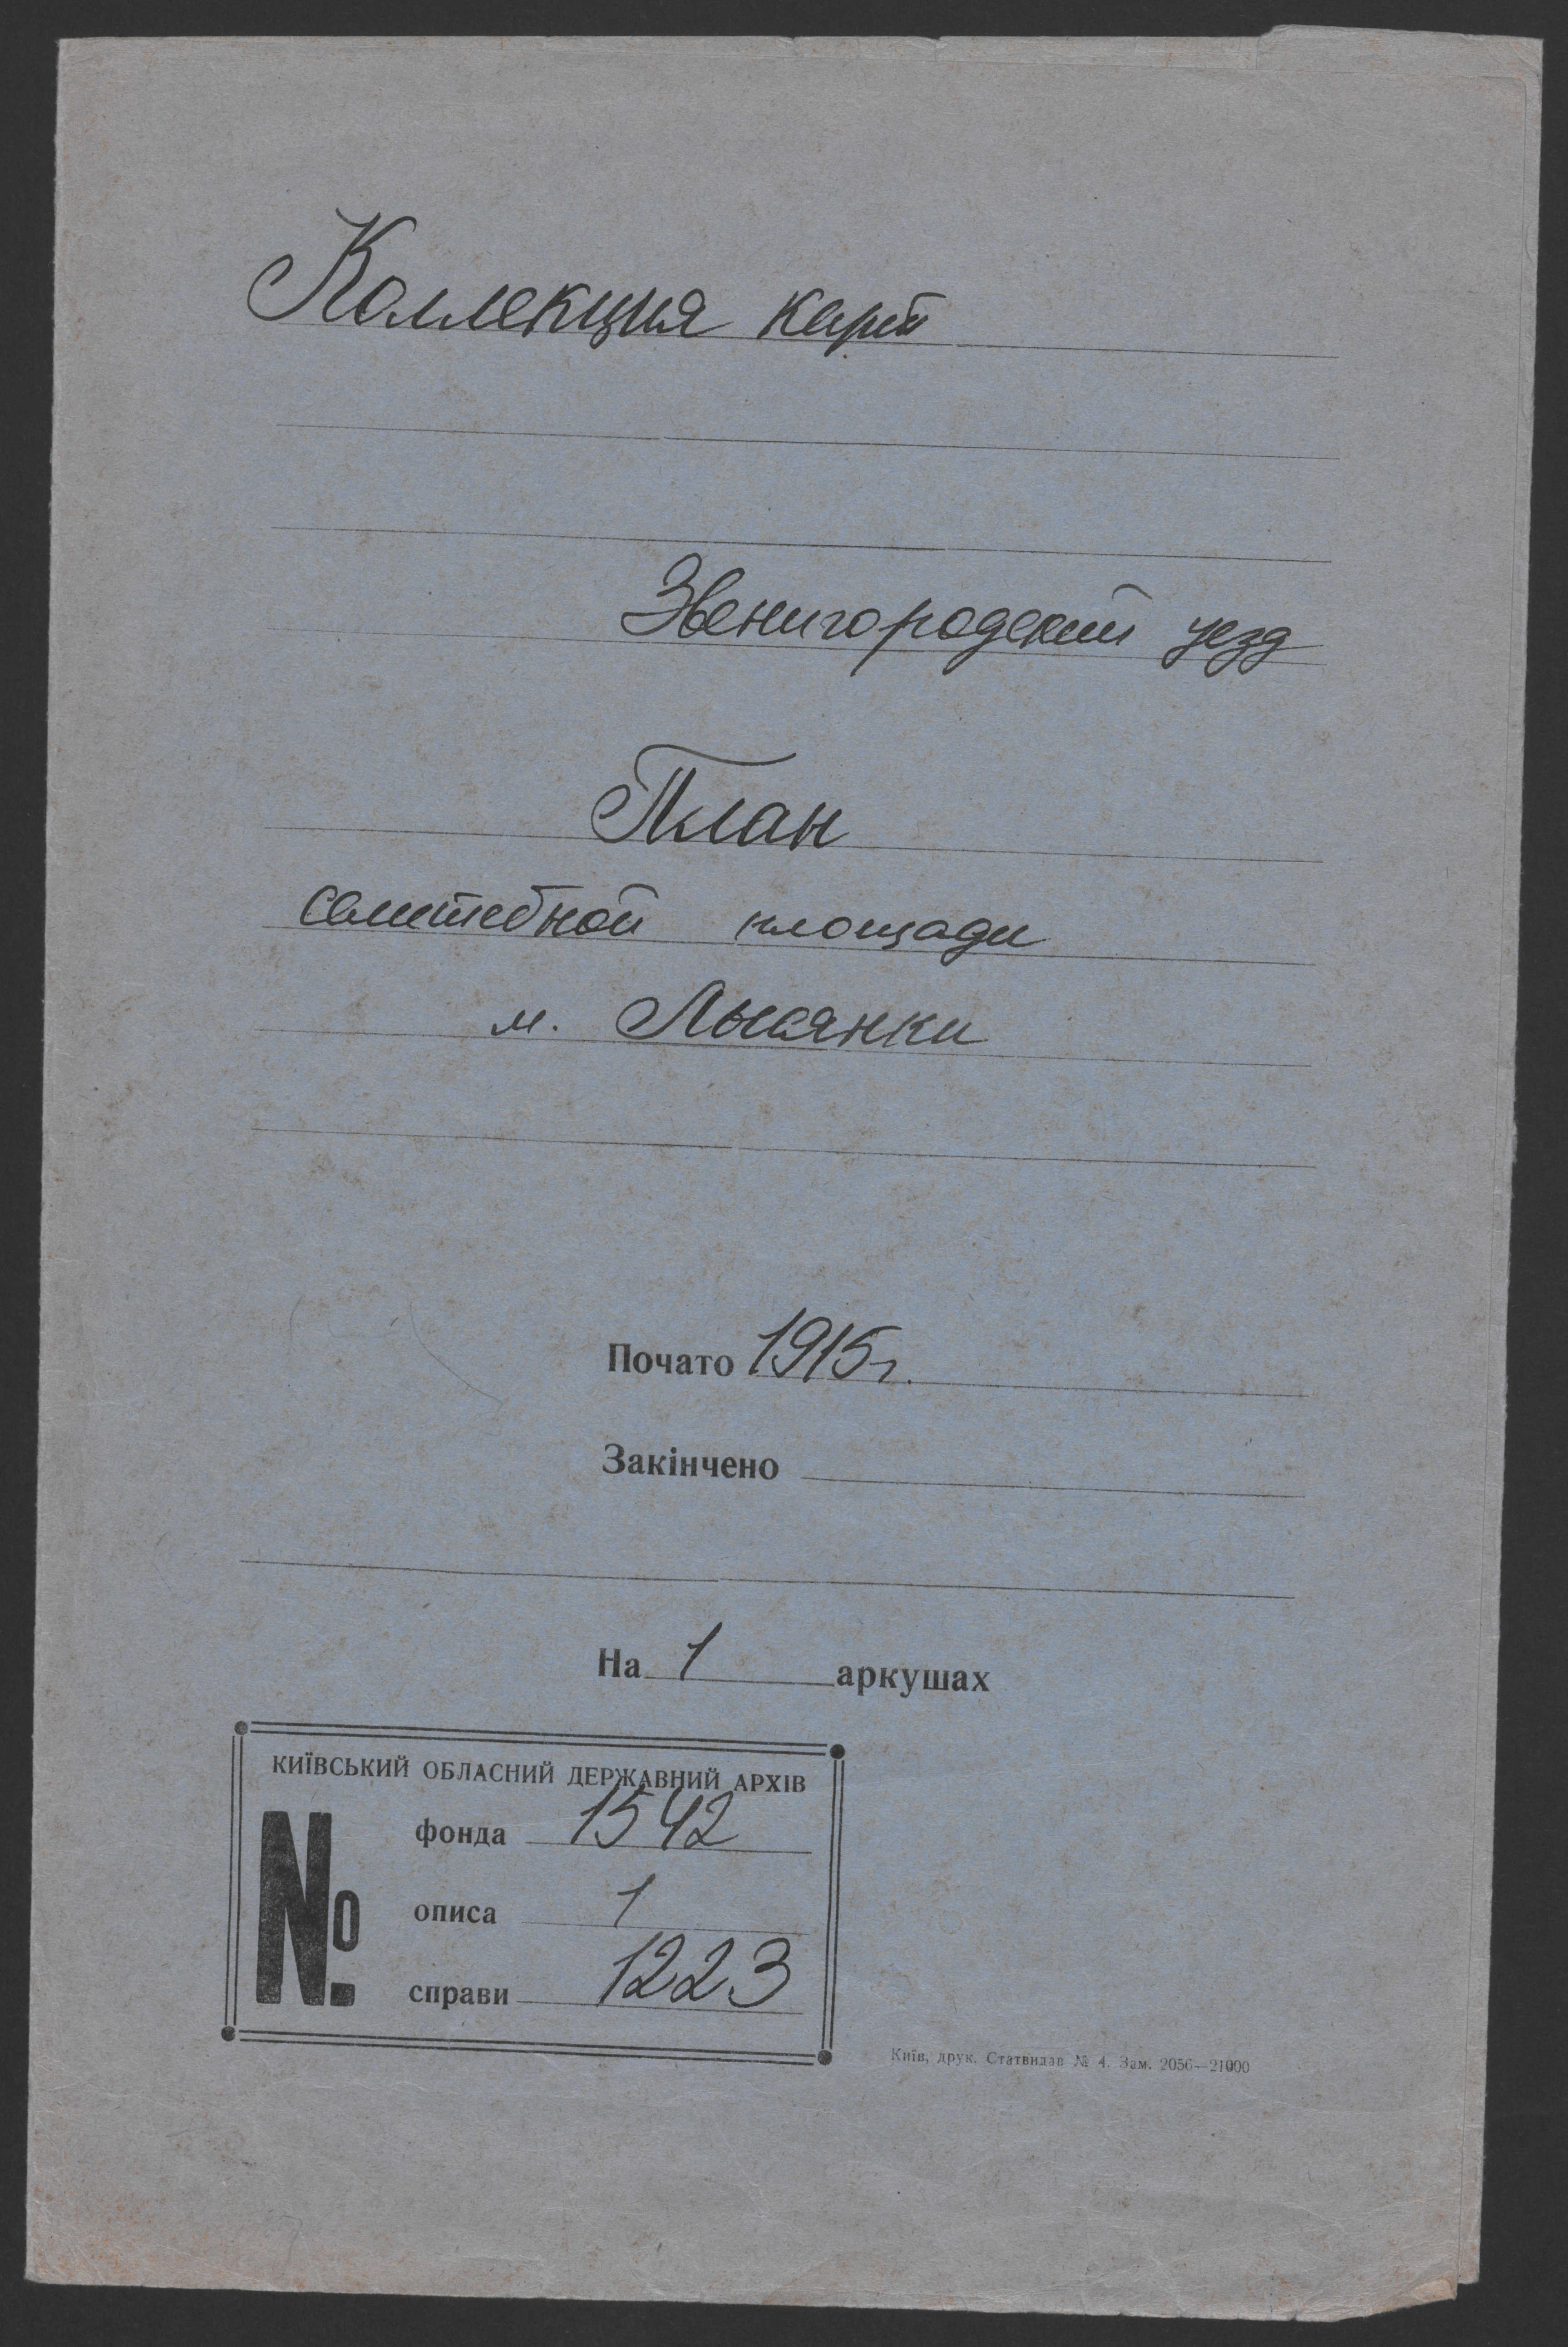 Коллекция карт
Звенигородский уезд
План
селитебной площади
м. Лысянки
Почато 1915 г.
Закінчено
На 1 аркушах
КИЇВСЬКИЙ ОБЛАСНИЙ ДЕРЖАВНИЙ АРХІВ
№
фонда 1542
описа 1
справи 1223
Київ, друк. Статвидав № 4. Зам. 2056—21000